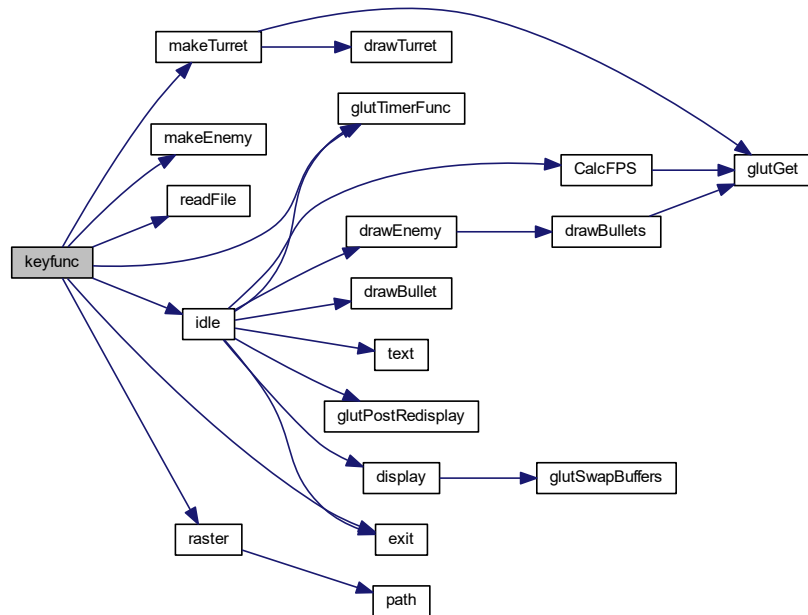 makeTurret
drawTurret
glutTimerFunc
makeEnemy
CalcFPS
glutGet
readFile
drawEnemy
drawBullets
keyfunc
drawBullet
idle
text
glutPostRedisplay
display
glutSwapBuffers
raster
exit
path